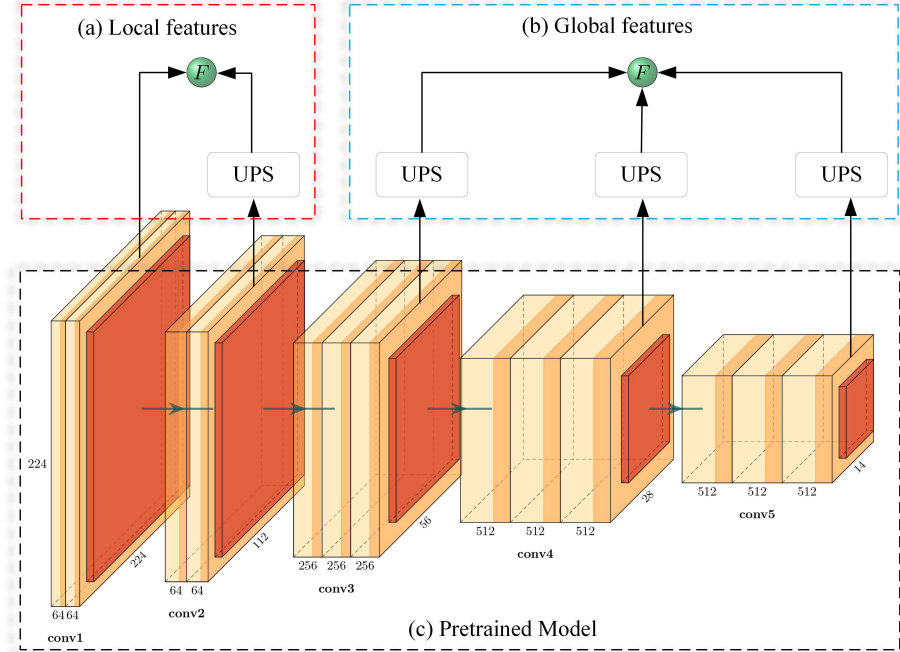 (a) Local features
(b) Global features
F
F
UPS
UPS
UPS
UPS
224
224
112
56
28
14
64 64
64 64
256 256 256
512 512 512
512 512 512
conv1
conv2
conv3
conv4
conv5
(c) Pretrained Model